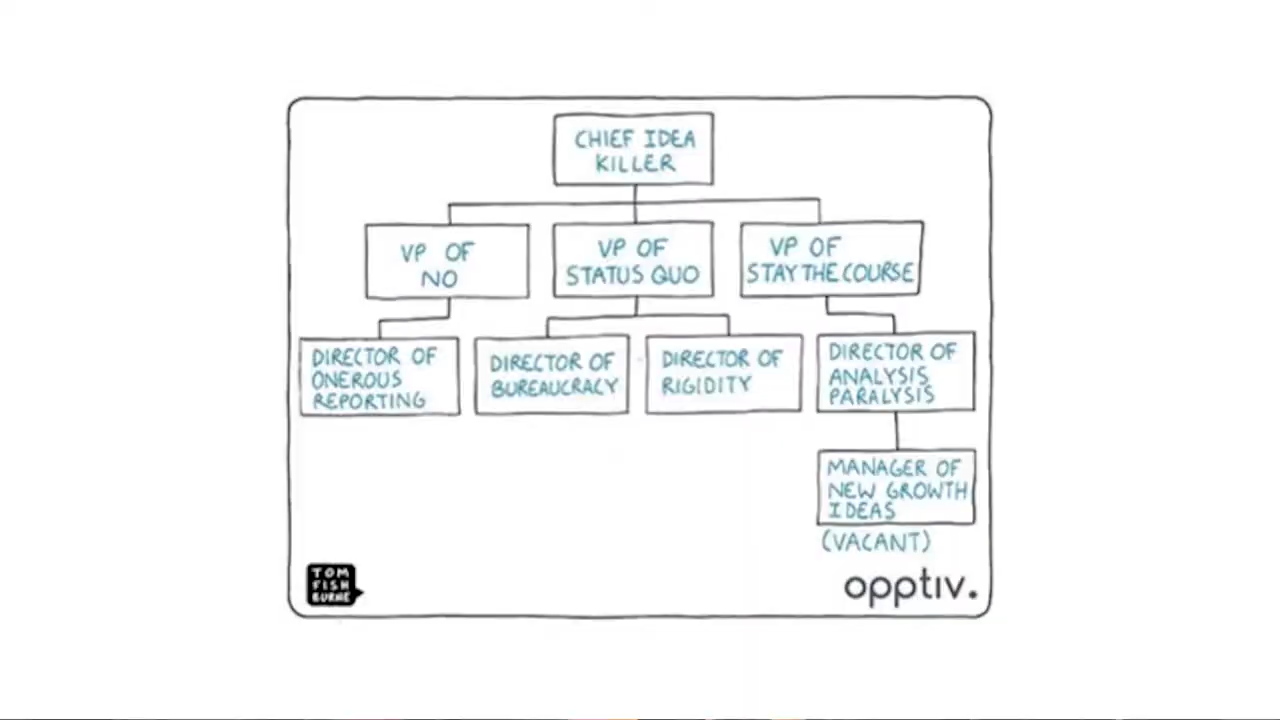 CHIEF IDEA
KILLER
VP OF
NO
VP OF
STATUS QUO
VP OF
STAY THE COURSE
DIRECTOR OF
ONEROUS
REPORTING
DIRECTOR OF
BUREAUCRACY
DIRECTOR OF
RIGIDITY
DIRECTOR OF
ANALYSIS
PARALYSIS
MANAGER OF
NEW GROWTH
IDEAS
(VACANT)
TOM
FISH
BURNE
opptiv.